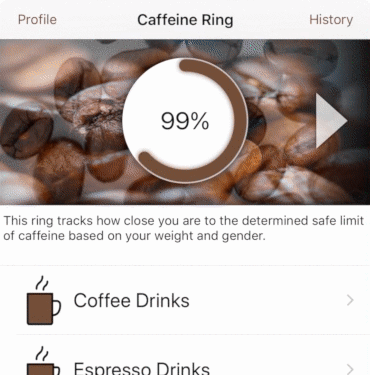 Profile Caffeine Ring History
99%
This ring tracks how close you are to the determined safe limit
of caffeine based on your weight and gender.
Coffee Drinks
Espresso Drinks